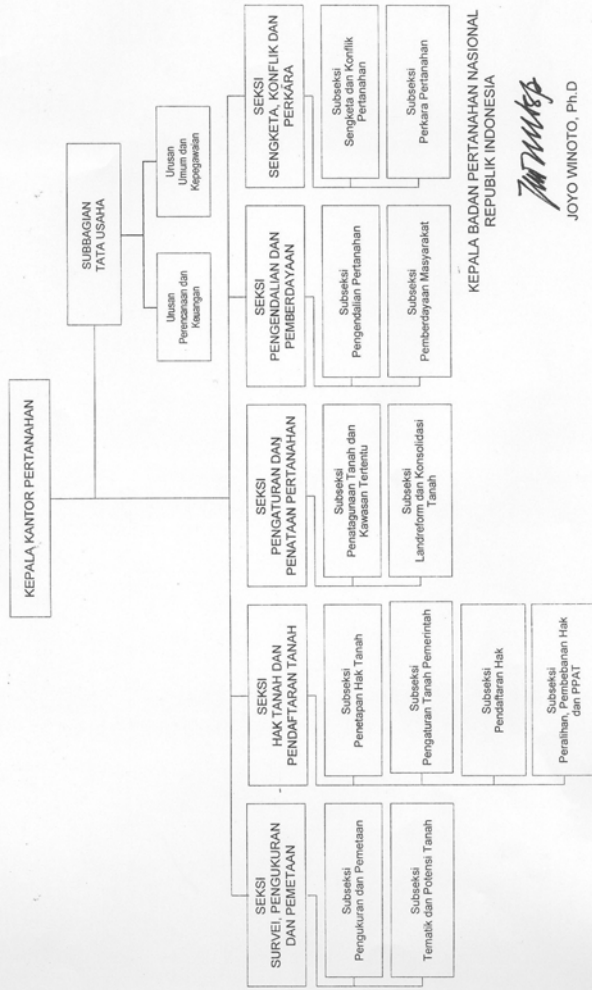 KEPALA KANTOR PERTANAHAN
SUBBAGIAN
TATA USAHA
Urusan
Perencanaan dan
Keuangan
Urusan
Umum dan
Kepegawaian
SEKSI
SURVEI, PENGUKURAN
DAN PEMETAAN
SEKSI
HAK TANAH DAN
PENDAFTARAN TANAH
SEKSI
PENGATURAN DAN
PENATAAN PERTANAHAN
SEKSI
PENGENDALIAN DAN
PEMBERDAYAAN
SEKSI
SENGKETA, KONFLIK DAN
PERKARA
Subseksi
Pengukuran dan Pemetaan
Subseksi
Tematik dan Potensi Tanah
Subseksi
Penetapan Hak Tanah
Subseksi
Pengaturan Tanah Pemerintah
Subseksi
Pendaftaran Hak
Subseksi
Peralihan, Pembebanan Hak
dan PPAT
Subseksi
Penatagunaan Tanah dan
Kawasan Tertentu
Subseksi
Landreform dan Konsolidasi
Tanah
Subseksi
Pengendalian Pertanahan
Subseksi
Pemberdayaan Masyarakat
Subseksi
Sengketa dan Konflik
Pertanahan
Subseksi
Perkara Pertanahan
KEPALA BADAN PERTANAHAN NASIONAL
REPUBLIK INDONESIA
JOYO WINOTO, Ph.D